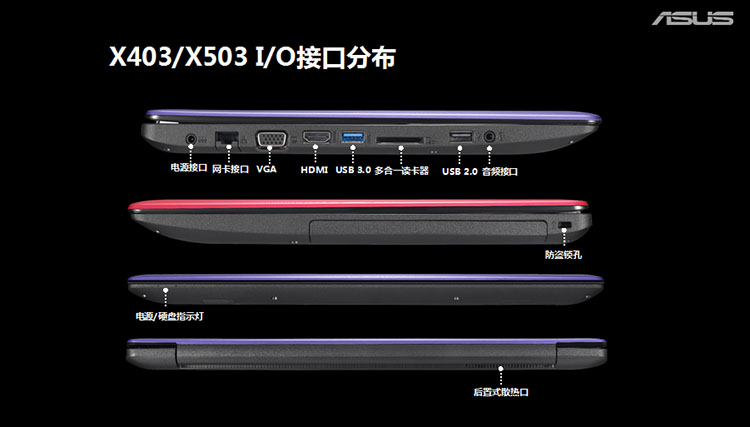 ASUS
X403/X503 I/O接口分布
电源接口 网卡接口 VGA HDMI USB 3.0 多合一读卡器 USB 2.0 音频接口
防盗锁孔
电源/硬盘指示灯
后置式散热口